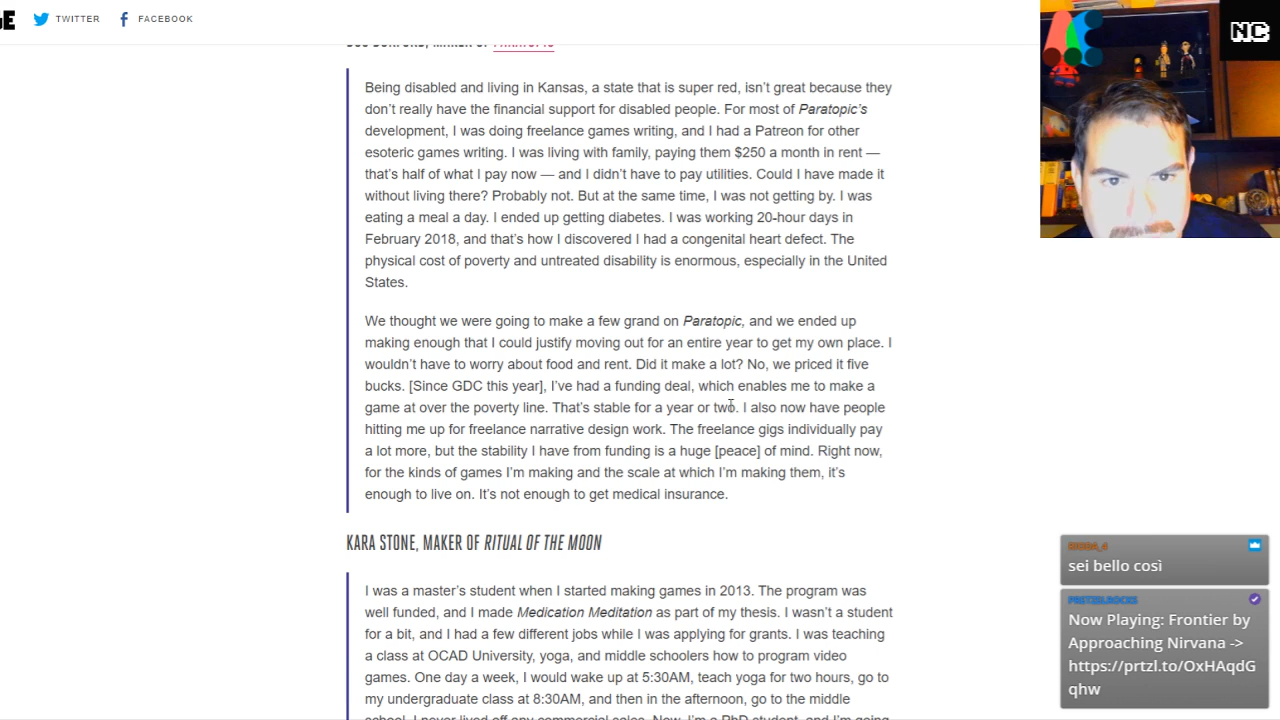 TWITTER
FACEBOOK
Being disabled and living in Kansas, a state that is super red, isn’t great because they
don’t really have the financial support for disabled people. For most of Paratopic’s
development, I was doing freelance games writing, and I had a Patreon for other
esoteric games writing. I was living with family, paying them $250 a month in rent —
that’s half of what I pay now — and I didn’t have to pay utilities. Could I have made it
without living there? Probably not. But at the same time, I was not getting by. I was
eating a meal a day. I ended up getting diabetes. I was working 20-hour days in
February 2018, and that’s how I discovered I had a congenital heart defect. The
physical cost of poverty and untreated disability is enormous, especially in the United
States.
We thought we were going to make a few grand on Paratopic, and we ended up
making enough that I could justify moving out for an entire year to get my own place. I
wouldn’t have to worry about food and rent. Did it make a lot? No, we priced it five
bucks. [Since GDC this year], I’ve had a funding deal, which enables me to make a
game at over the poverty line. That’s stable for a year or two. I also now have people
hitting me up for freelance narrative design work. The freelance gigs individually pay
a lot more, but the stability I have from funding is a huge [peace] of mind. Right now,
for the kinds of games I’m making and the scale at which I’m making them, it’s
enough to live on. It’s not enough to get medical insurance.
KARA STONE, MAKER OF RITUAL OF THE MOON
I was a master’s student when I started making games in 2013. The program was
well funded, and I made Medication Meditation as part of my thesis. I wasn’t a student
for a bit, and I had a few different jobs while I was applying for grants. I was teaching
a class at OCAD University, yoga, and middle schoolers how to program video
games. One day a week, I would wake up at 5:30AM, teach yoga for two hours, go to
my undergraduate class at 8:30AM, and then in the afternoon, go to the middle
school. I never lived off any commercial sales. Now, I’m a PhD student, and I’m going
NC
sei bello così
PRETZELROCKS
Now Playing: Frontier by
Approaching Nirvana ->
https://prtzl.to/OxHAqdG
qhw